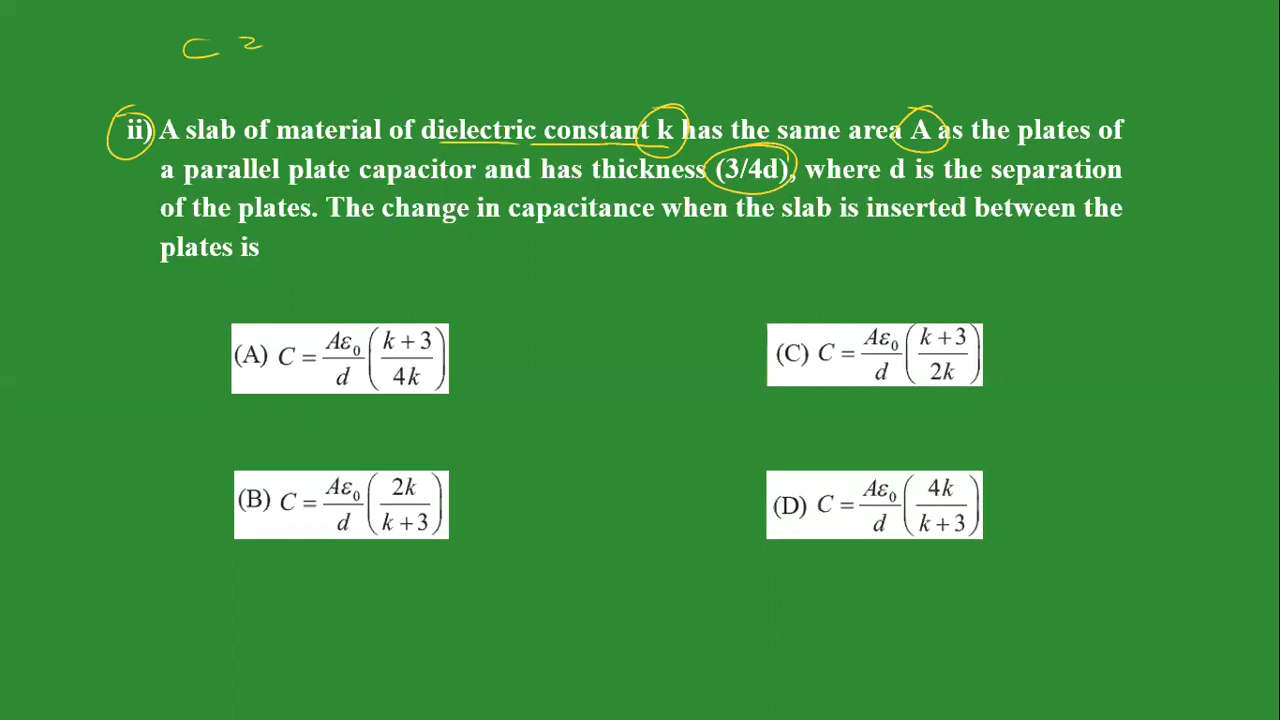 C =
ii) A slab of material of dielectric constant k has the same area A as the plates of
a parallel plate capacitor and has thickness (3/4d), where d is the separation
of the plates. The change in capacitance when the slab is inserted between the
plates is
(A) C = Aε₀/d ((k + 3)/4k)
(C) C = Aε₀/d ((k + 3)/2k)
(B) C = Aε₀/d (2k/(k + 3))
(D) C = Aε₀/d (4k/(k + 3))